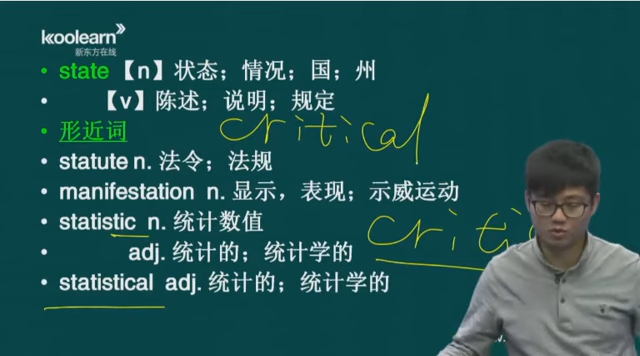 koolearn
新东方在线
• state【n】状态；情况；国；州
• 【v】陈述；说明；规定
• 形近词
critical
• statute n. 法令；法规
• manifestation n. 显示，表现；示威运动
• statistic n. 统计数值
criti
• adj. 统计的；统计学的
• statistical adj. 统计的；统计学的